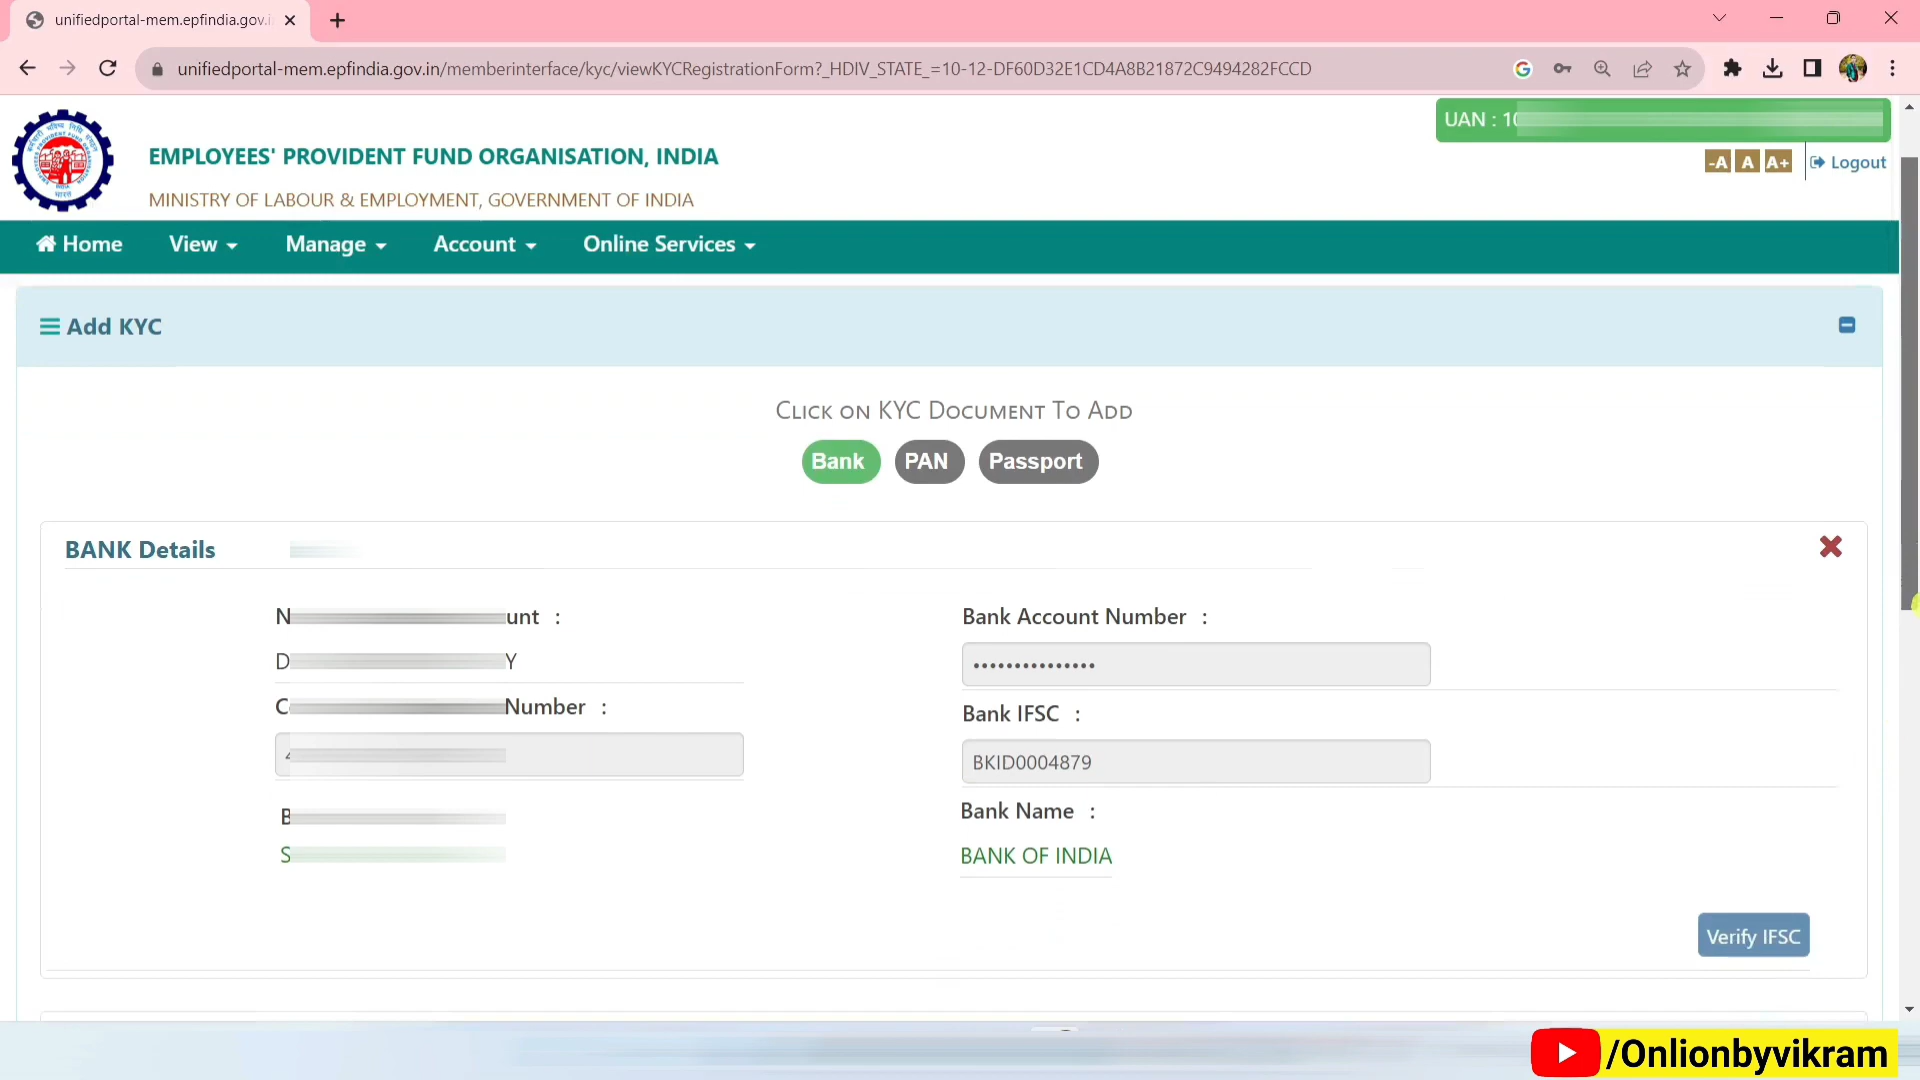 unifiedportal-mem.epfindia.gov.i
unifiedportal-mem.epfindia.gov.in/memberinterface/kyc/viewKYCRegistrationForm?_HDIV_STATE_=10-12-DF60D32E1CD4A8B21872C9494282FCCD
UAN : 10
EMPLOYEES' PROVIDENT FUND ORGANISATION, INDIA
-A A A+ Logout
MINISTRY OF LABOUR & EMPLOYMENT, GOVERNMENT OF INDIA
Home View Manage Account Online Services
Add KYC
CLICK ON KYC DOCUMENT TO ADD
Bank PAN Passport
BANK Details
Bank Account Number :
•••••••••••••••
Number :
Bank IFSC :
BKID0004879
Bank Name :
BANK OF INDIA
Verify IFSC
/Onlionbyvikram